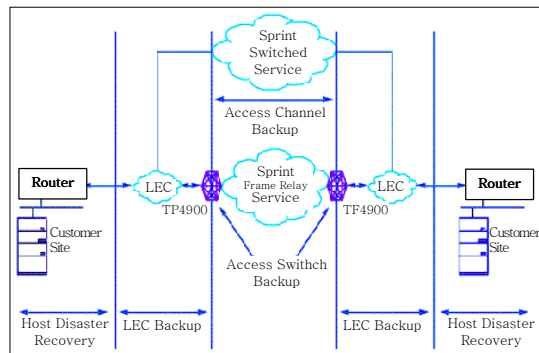 Sprint
Switched
Service
Access Channel
Backup
Router
LEC
Sprint
Frame Relay
Service
LEC
Router
TP4900
TF4900
Customer
Site
Customer
Site
Access Swithch
Backup
Host Disaster
Recovery
LEC Backup
LEC Backup
Host Disaster
Recovery